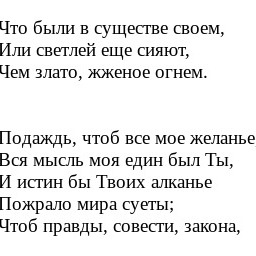 Что были в существе своем,
Или светлей еще сияют,
Чем злато, жженое огнем.
Подаждь, чтоб все мое желанье,
Вся мысль моя един был Ты,
И истин бы Твоих алканье
Пожрало мира суеты;
Чтоб правды, совести, закона,